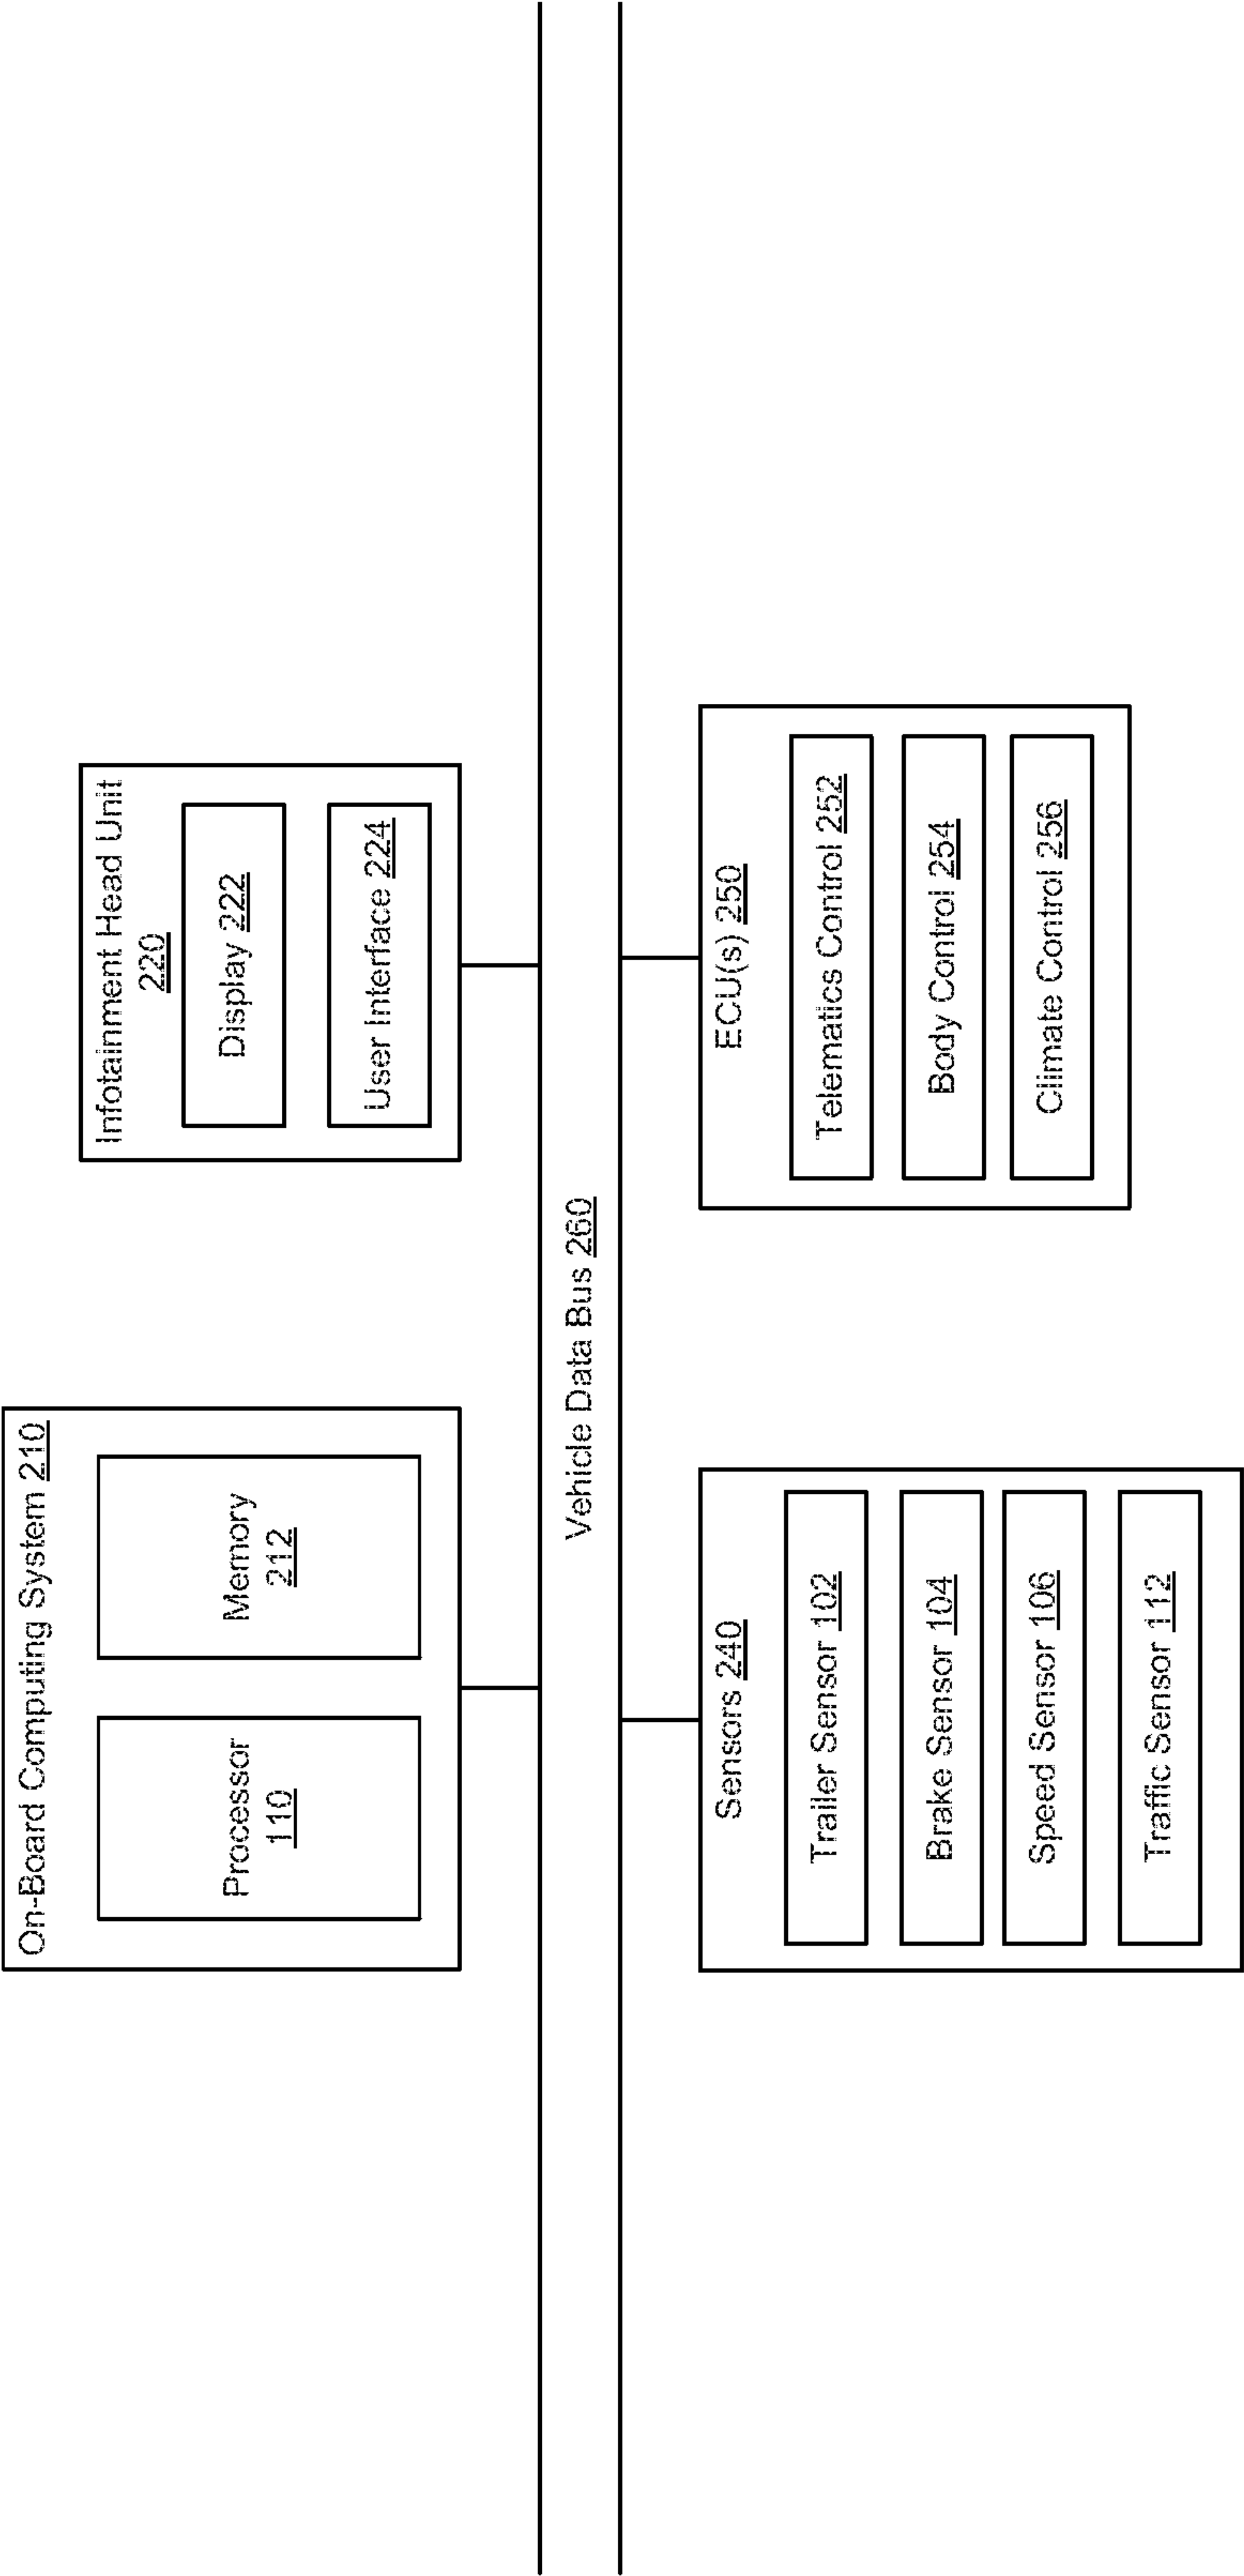 On-Board Computing System 210
Processor
110
Memory
212
Infotainment Head Unit
220
Display 222
User Interface 224
Vehicle Data Bus 260
Sensors 240
Trailer Sensor 102
Brake Sensor 104
Speed Sensor 106
Traffic Sensor 112
ECU(s) 250
Telematics Control 252
Body Control 254
Climate Control 256